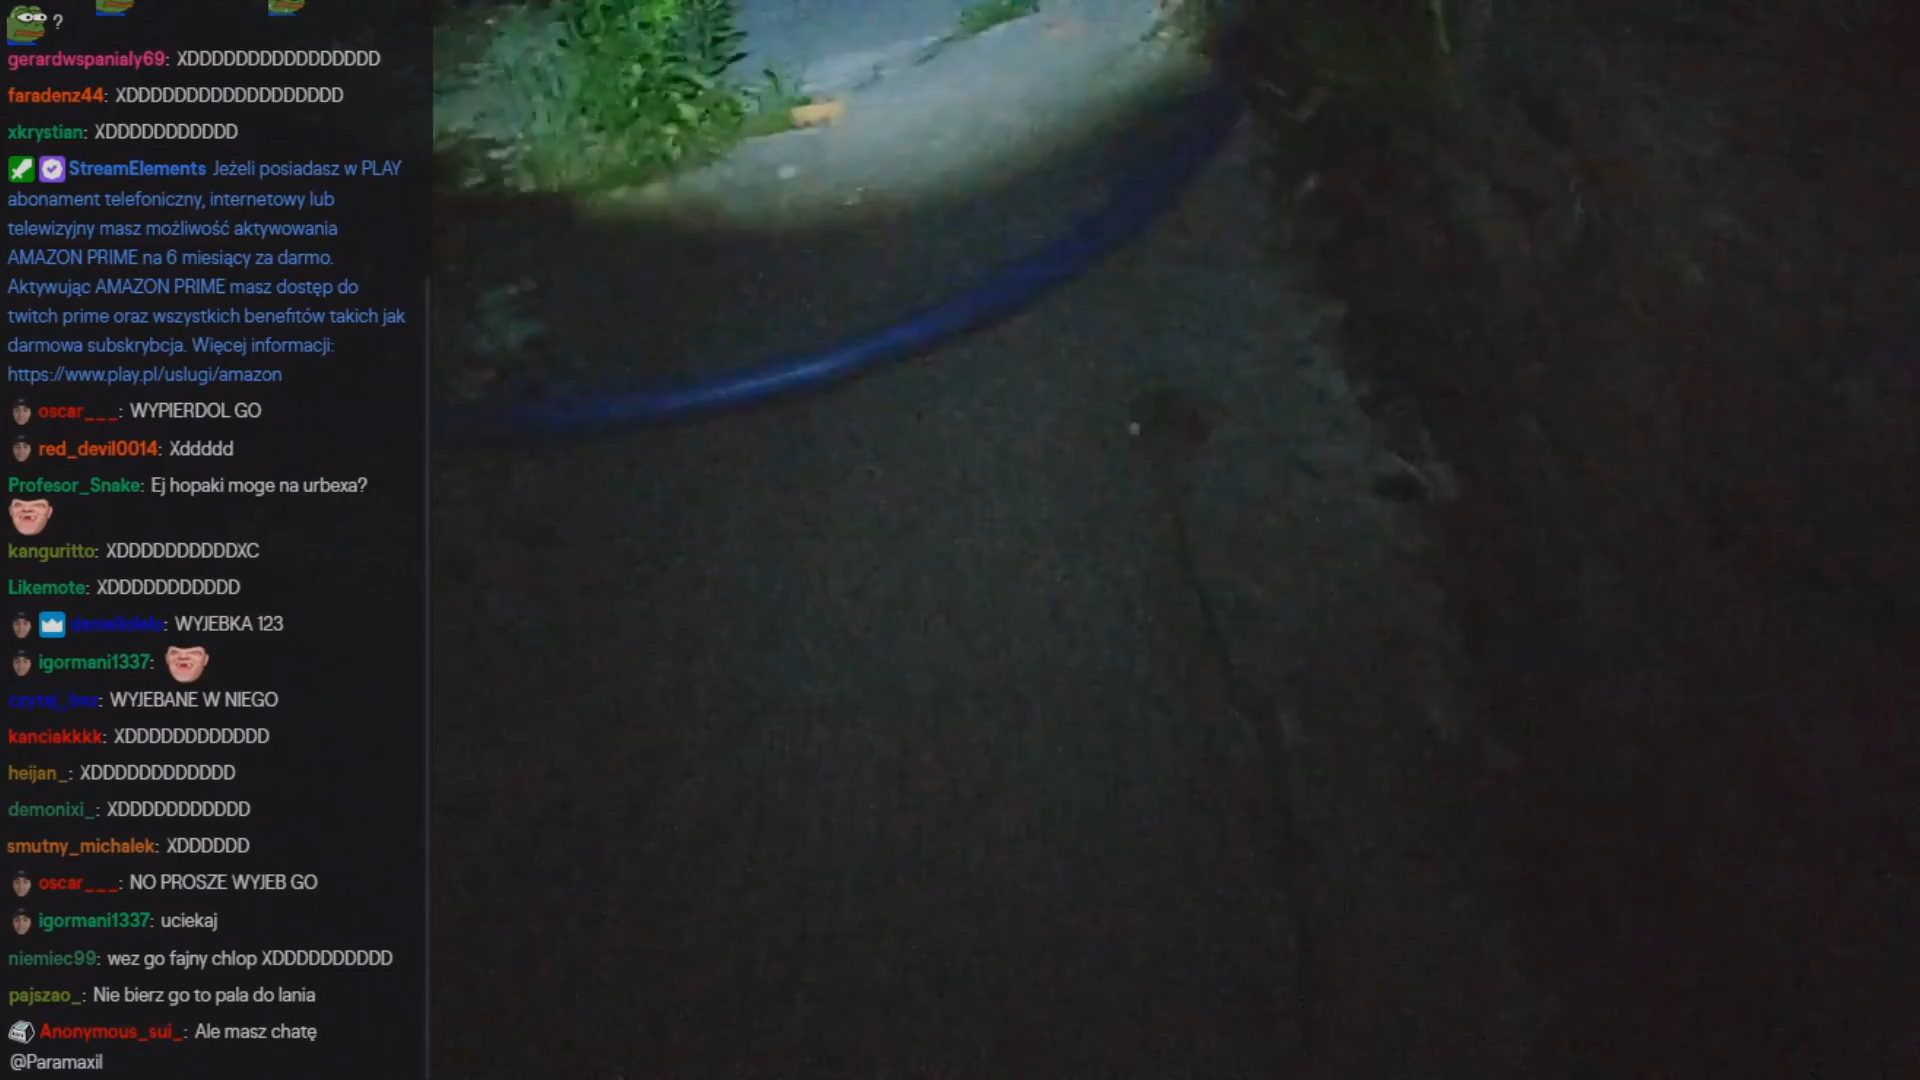 ?
gerardwspanialy69: XDDDDDDDDDDDDDDDD
faradenz44: XDDDDDDDDDDDDDDDDDD
xkrystian: XDDDDDDDDDDD
StreamElements Jeżeli posiadasz w PLAY
abonament telefoniczny, internetowy lub
telewizyjny masz możliwość aktywowania
AMAZON PRIME na 6 miesięcy za darmo.
Aktywując AMAZON PRIME masz dostęp do
twitch prime oraz wszystkich benefitów takich jak
darmowa subskrybcja. Więcej informacji:
https://www.play.pl/uslugi/amazon
oscar___: WYPIERDOL GO
red_devil0014: Xddddd
Profesor_Snake: Ej hopaki moge na urbexa?
kanguritto: XDDDDDDDDDDXC
Likemote: XDDDDDDDDDDD
: WYJEBKA 123
igormani1337:
czytaj_bez: WYJEBANE W NIEGO
kanciakkkk: XDDDDDDDDDDDD
heijan_: XDDDDDDDDDDDD
demonixi_: XDDDDDDDDDDD
smutny_michalek: XDDDDDD
oscar___: NO PROSZE WYJEB GO
igormani1337: uciekaj
niemiec99: wez go fajny chlop XDDDDDDDDDD
pajszao_: Nie bierz go to pala do lania
Anonymous_sui_: Ale masz chatę
@Paramaxil